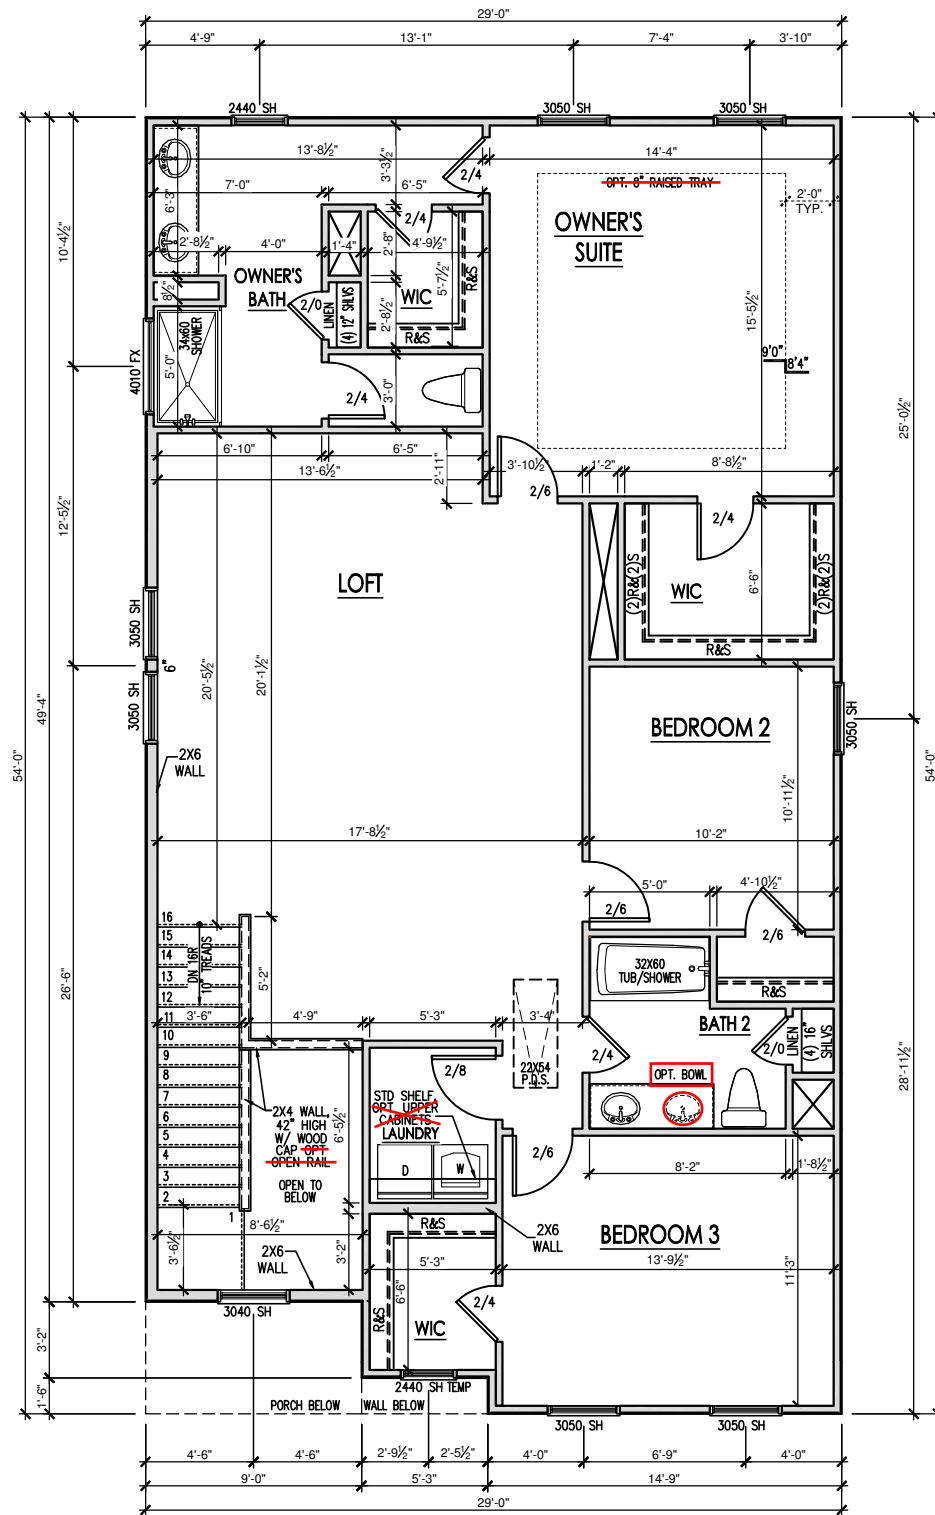 29'-0"
4'-9" 13'-1" 7'-4" 3'-10"
2440 SH 3050 SH 3050 SH
13'-8½" 3'-3½" 14'-4"
2/4
OPT. 8" RAISED TRAY
7'-0" 6'-5" 2'-0"
TYP.
6'-3"
OWNER'S
SUITE
2/4
2'-8½" 4'-0" 1'-4" 2'-8" 4'-9½"
10'-4½"
OWNER'S
BATH
5'-7½" R&S
8½"
2/0 LINEN (4) 12" SHLVS 2'-8½" WIC
R&S
15'-5½"
34x60
SHOWER
4010 FX 5'-0"
9'0" 8'4"
3'-0"
2/4
25'-0½"
6'-10" 6'-5" 2'-11" 3'-10½" 1'-2" 8'-8½"
13'-6½"
2/6
12'-5½"
2/4
LOFT
(2)R&(2)S WIC 6'-6" (2)R&(2)S
3050 SH
R&S
6"
20'-5½" 20'-1½"
3050 SH
49'-4"
54'-0"
BEDROOM 2
3050 SH
2X6
WALL
54'-0"
10'-11½"
17'-8½" 10'-2"
5'-0" 4'-10½"
2/6
2/6
16
15
14
13
12
11
10
9
8
7
6
5
4
3
2
1
DN 16R
10" TREADS
5'-2"
26'-6"
32X60
TUB/SHOWER
R&S
3'-6" 4'-9" 5'-3" 3'-4"
BATH 2
2/0 LINEN (4) 16" SHLVS
2/4
22X54
P.D.S.
2/8
OPT. BOWL
28'-11½"
STD SHELF,
OPT. UPPER
CABINETS
LAUNDRY
2X4 WALL,
42" HIGH
W/ WOOD
CAP OPT
OPEN RAIL
6'-5½"
OPEN TO
BELOW
D W
2/6
8'-2" 1'-8½"
8'-6½"
R&S
2X6
WALL
BEDROOM 3
13'-9½"
3'-6½" 3'-2"
2X6
WALL
5'-3"
11'-3"
6'-6"
R&S WIC 2/4
3040 SH
3'-2"
2440 SH TEMP
1'-6"
PORCH BELOW WALL BELOW
3050 SH 3050 SH
4'-6" 4'-6" 2'-9½" 2'-5½" 4'-0" 6'-9" 4'-0"
9'-0" 5'-3" 14'-9"
29'-0"